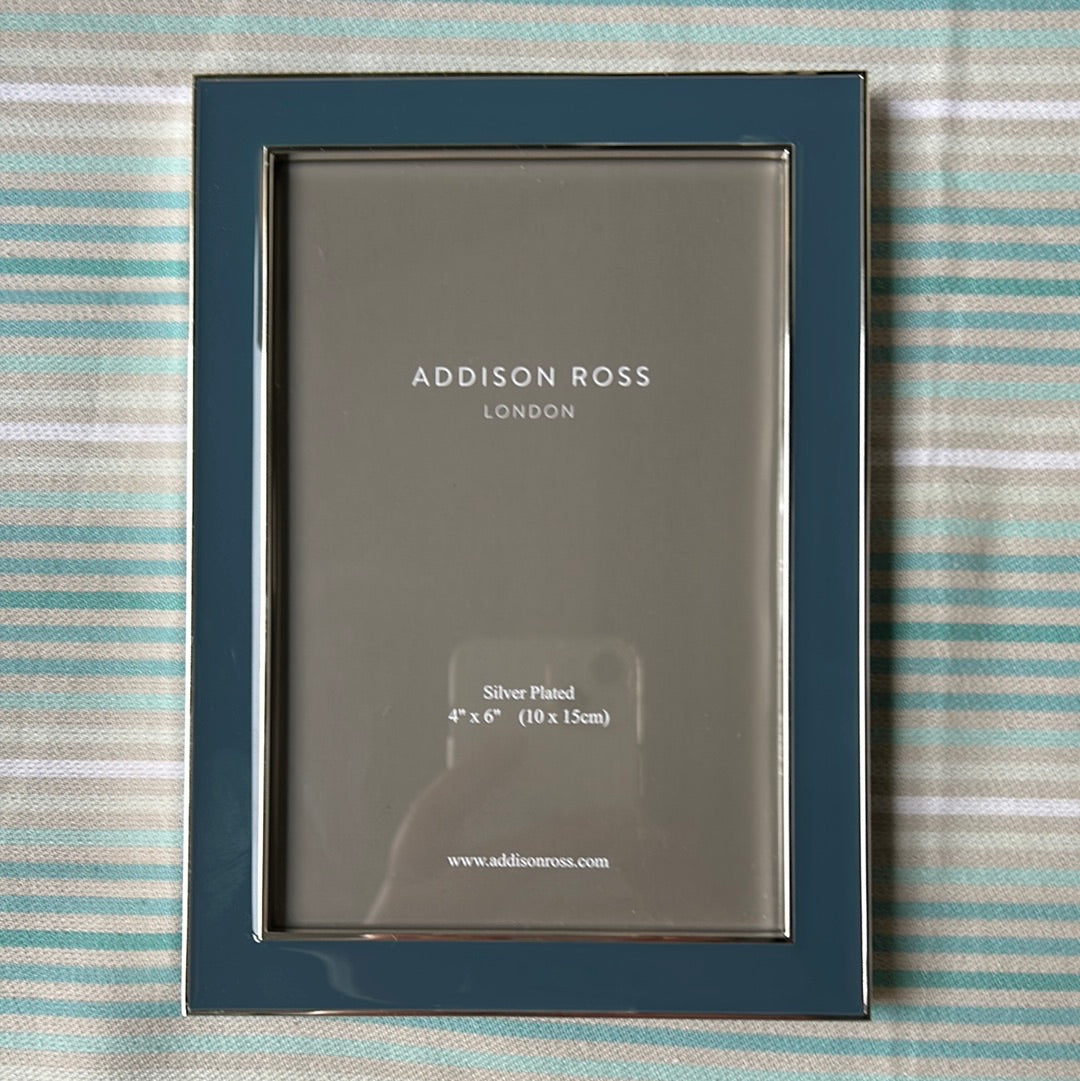 ADDISON ROSS
LONDON
Silver Plated
4" x 6" (10 x 15cm)
www.addisonross.com